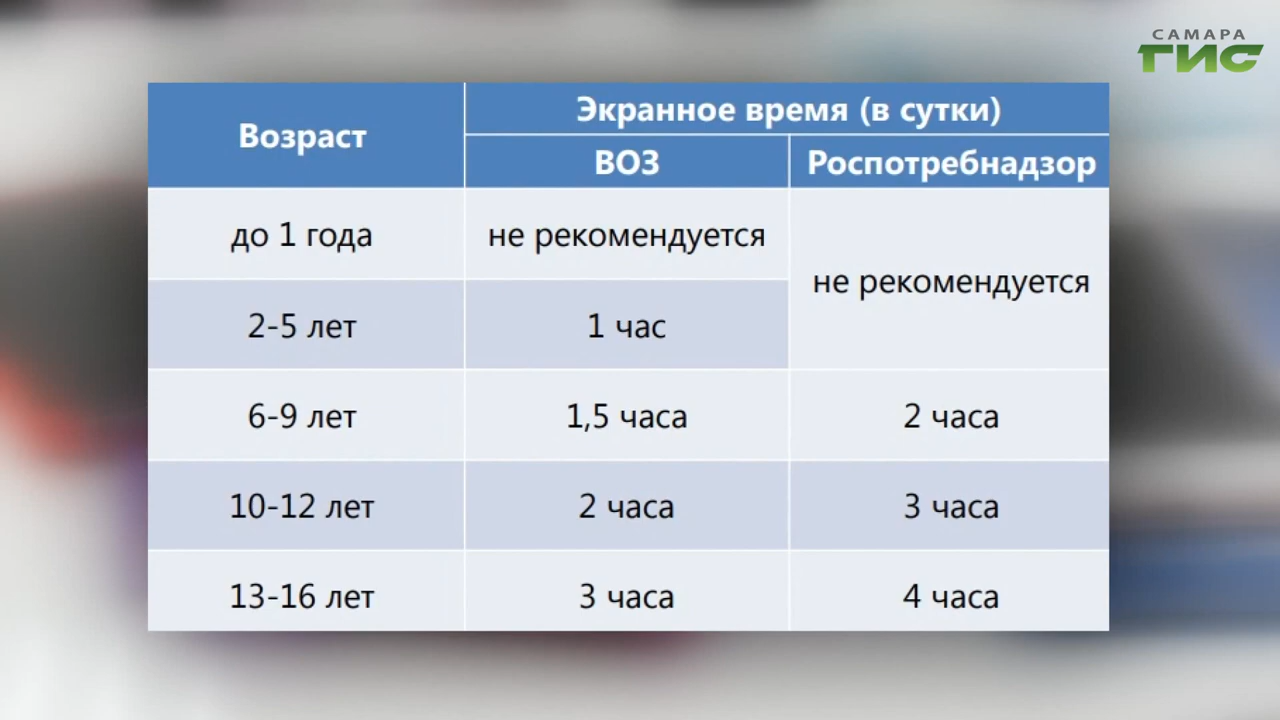 САМАРА
ГИС
Возраст
Экранное время (в сутки)
ВОЗ
Роспотребнадзор
до 1 года
не рекомендуется
не рекомендуется
2-5 лет
1 час
6-9 лет
1,5 часа
2 часа
10-12 лет
2 часа
3 часа
13-16 лет
3 часа
4 часа